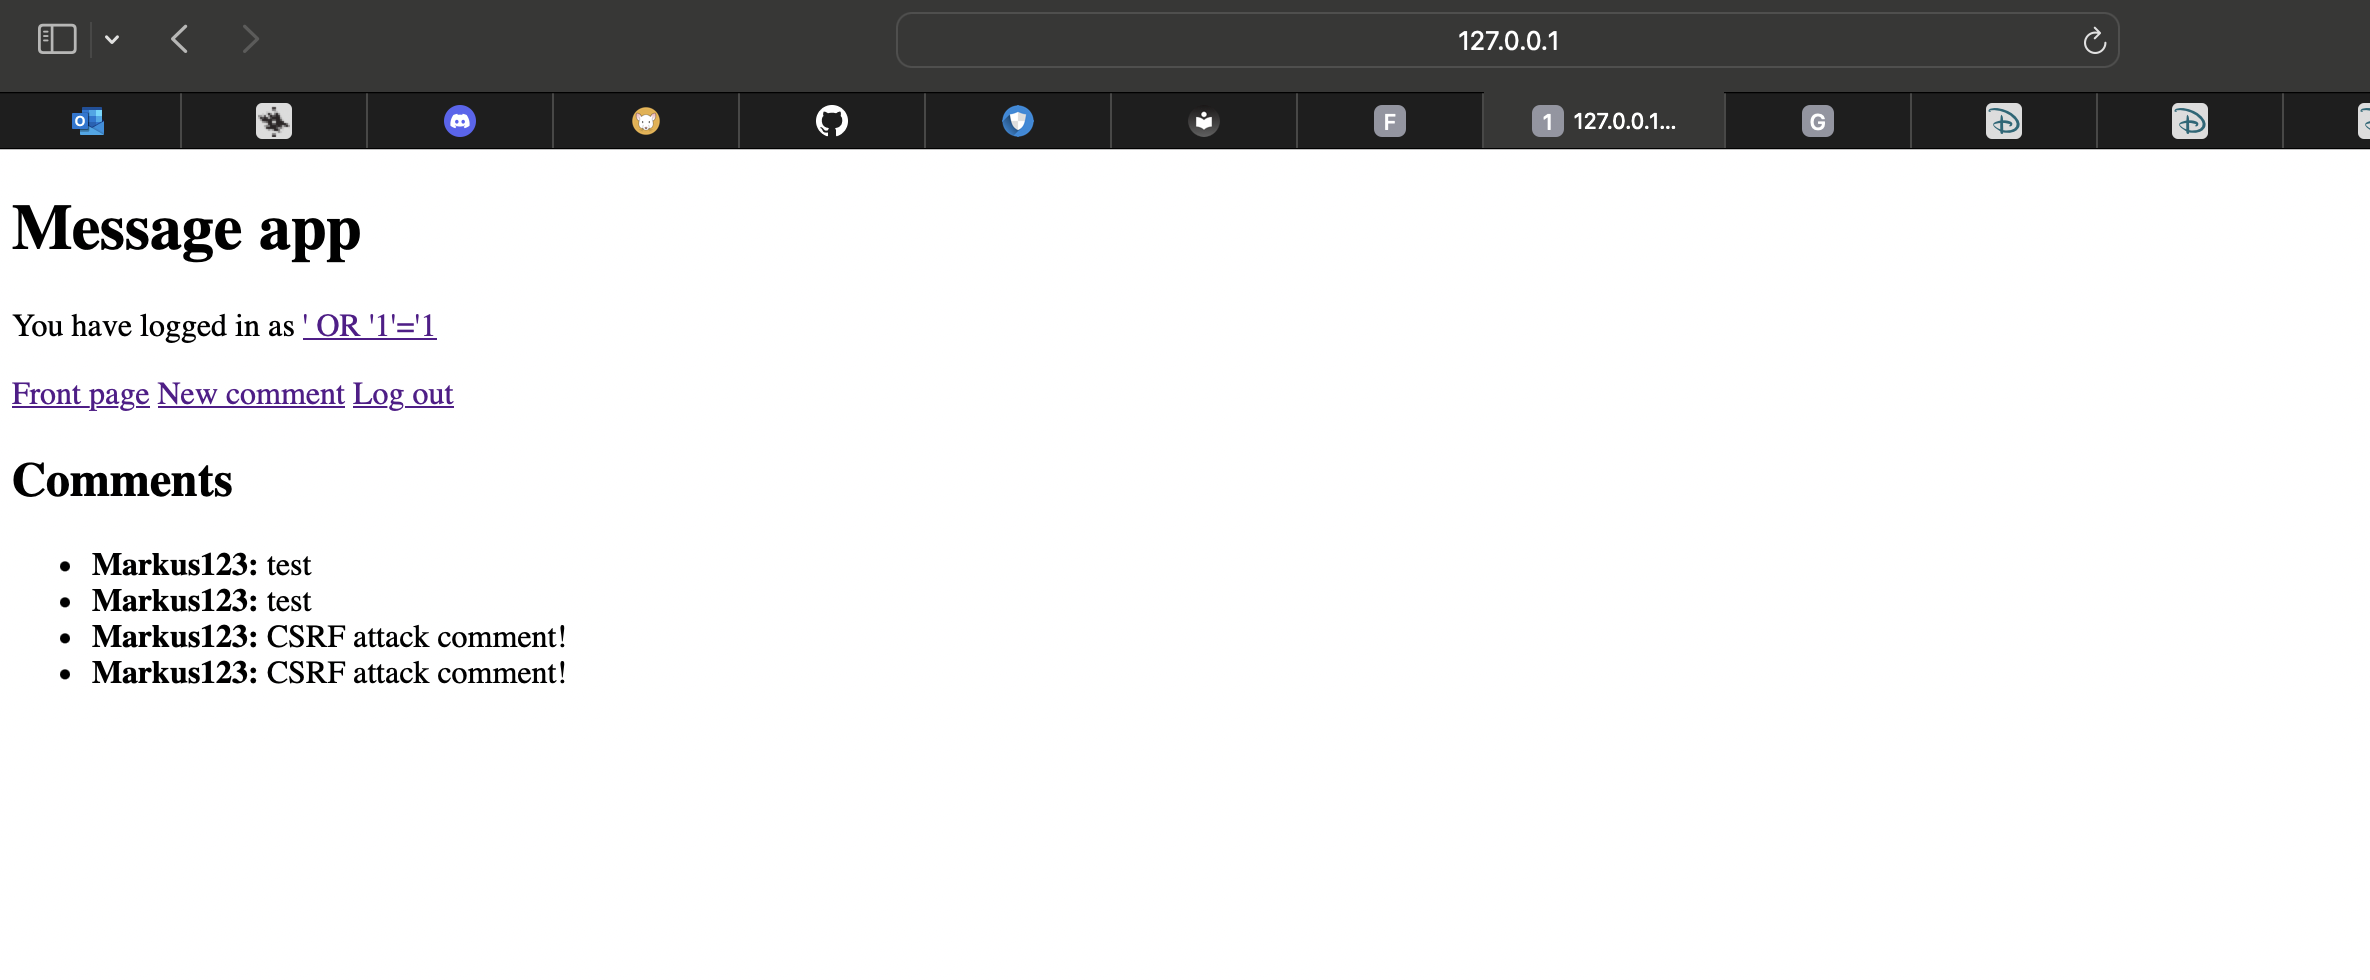 127.0.0.1
F
1 127.0.0.1...
G
Message app
You have logged in as ' OR '1'='1
Front page New comment Log out
Comments
Markus123: test
Markus123: test
Markus123: CSRF attack comment!
Markus123: CSRF attack comment!